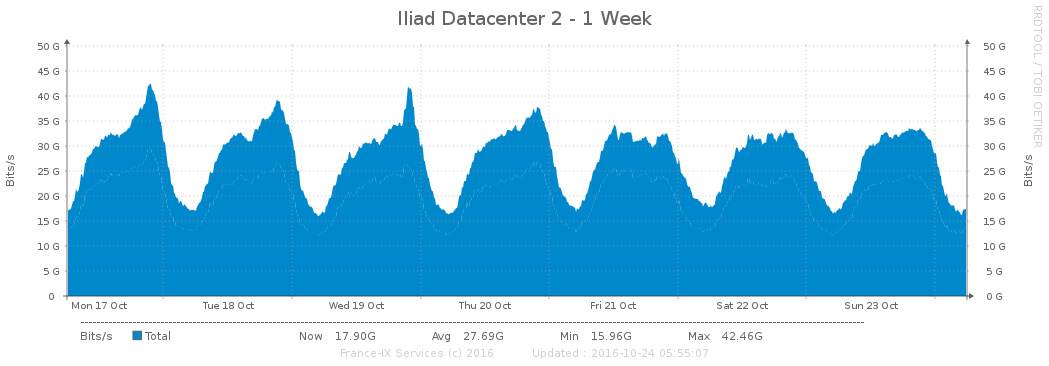 Iliad Datacenter 2 - 1 Week
RRDTOOL / TOBI OETIKER
Bits/s
Bits/s
50 G 50 G
45 G 45 G
40 G 40 G
35 G 35 G
30 G 30 G
25 G 25 G
20 G 20 G
15 G 15 G
10 G 10 G
5 G 5 G
0 0 G
Mon 17 Oct Tue 18 Oct Wed 19 Oct Thu 20 Oct Fri 21 Oct Sat 22 Oct Sun 23 Oct
Bits/s Total Now 17.90G Avg 27.69G Min 15.96G Max 42.46G
France-IX Services (c) 2016 Updated : 2016-10-24 05:55:07